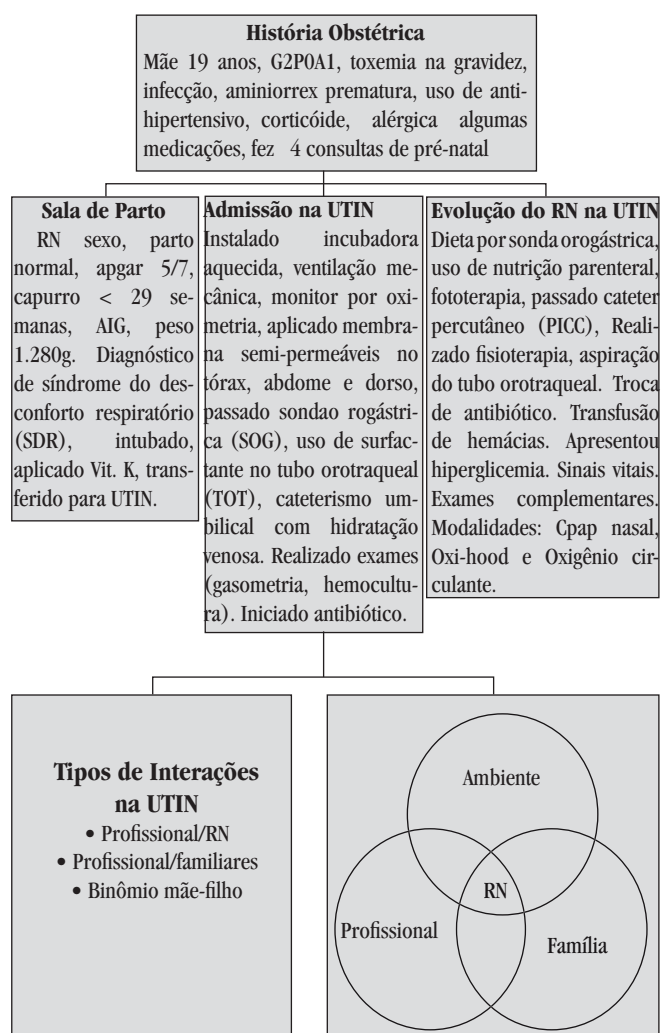 História Obstétrica
Mãe 19 anos, G2P0A1, toxemia na gravidez,
infecção, aminiorrex prematura, uso de anti-
hipertensivo, corticóide, alérgica algumas
medicações, fez 4 consultas de pré-natal
Sala de Parto
RN sexo, parto
normal, apgar 5/7,
capurro < 29 se-
manas, AIG, peso
1.280g. Diagnóstico
de síndrome do des-
conforto respiratório
(SDR), intubado,
aplicado Vit. K, trans-
ferido para UTIN.
Admissão na UTIN
Instalado incubadora
aquecida, ventilação me-
cânica, monitor por oxi-
metria, aplicado membra-
na semi-permeáveis no
tórax, abdome e dorso,
passado sondao rogástri-
ca (SOG), uso de surfac-
tante no tubo orotraqueal
(TOT), cateterismo um-
bilical com hidratação
venosa. Realizado exames
(gasometria, hemocultu-
ra). Iniciado antibiótico.
Evolução do RN na UTIN
Dieta por sonda orogástrica,
uso de nutrição parenteral,
fototerapia, passado cateter
percutâneo (PICC), Reali-
zado fisioterapia, aspiração
do tubo orotraqueal. Troca
de antibiótico. Transfusão
de hemácias. Apresentou
hiperglicemia. Sinais vitais.
Exames complementares.
Modalidades: Cpap nasal,
Oxi-hood e Oxigênio cir-
culante.
Tipos de Interações
na UTIN
• Profissional/RN
• Profissional/familiares
• Binômio mãe-filho
Ambiente
RN
Profissional
Família